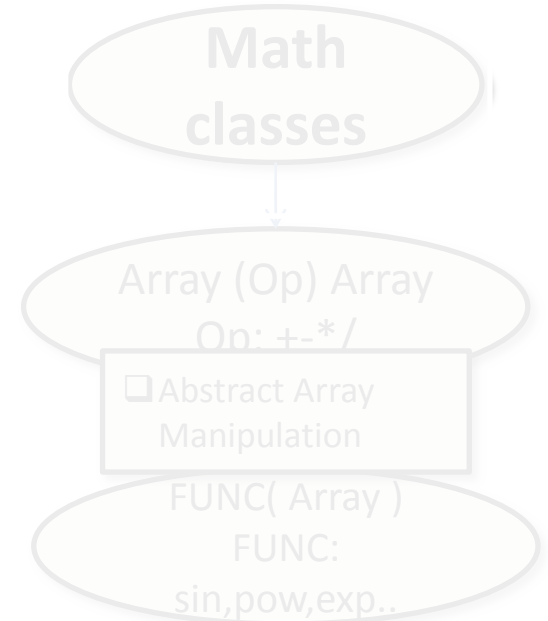 Math
classes
Array (Op) Array
Op: +-*/
❑Abstract Array
Manipulation
FUNC( Array )
FUNC:
sin,pow,exp..